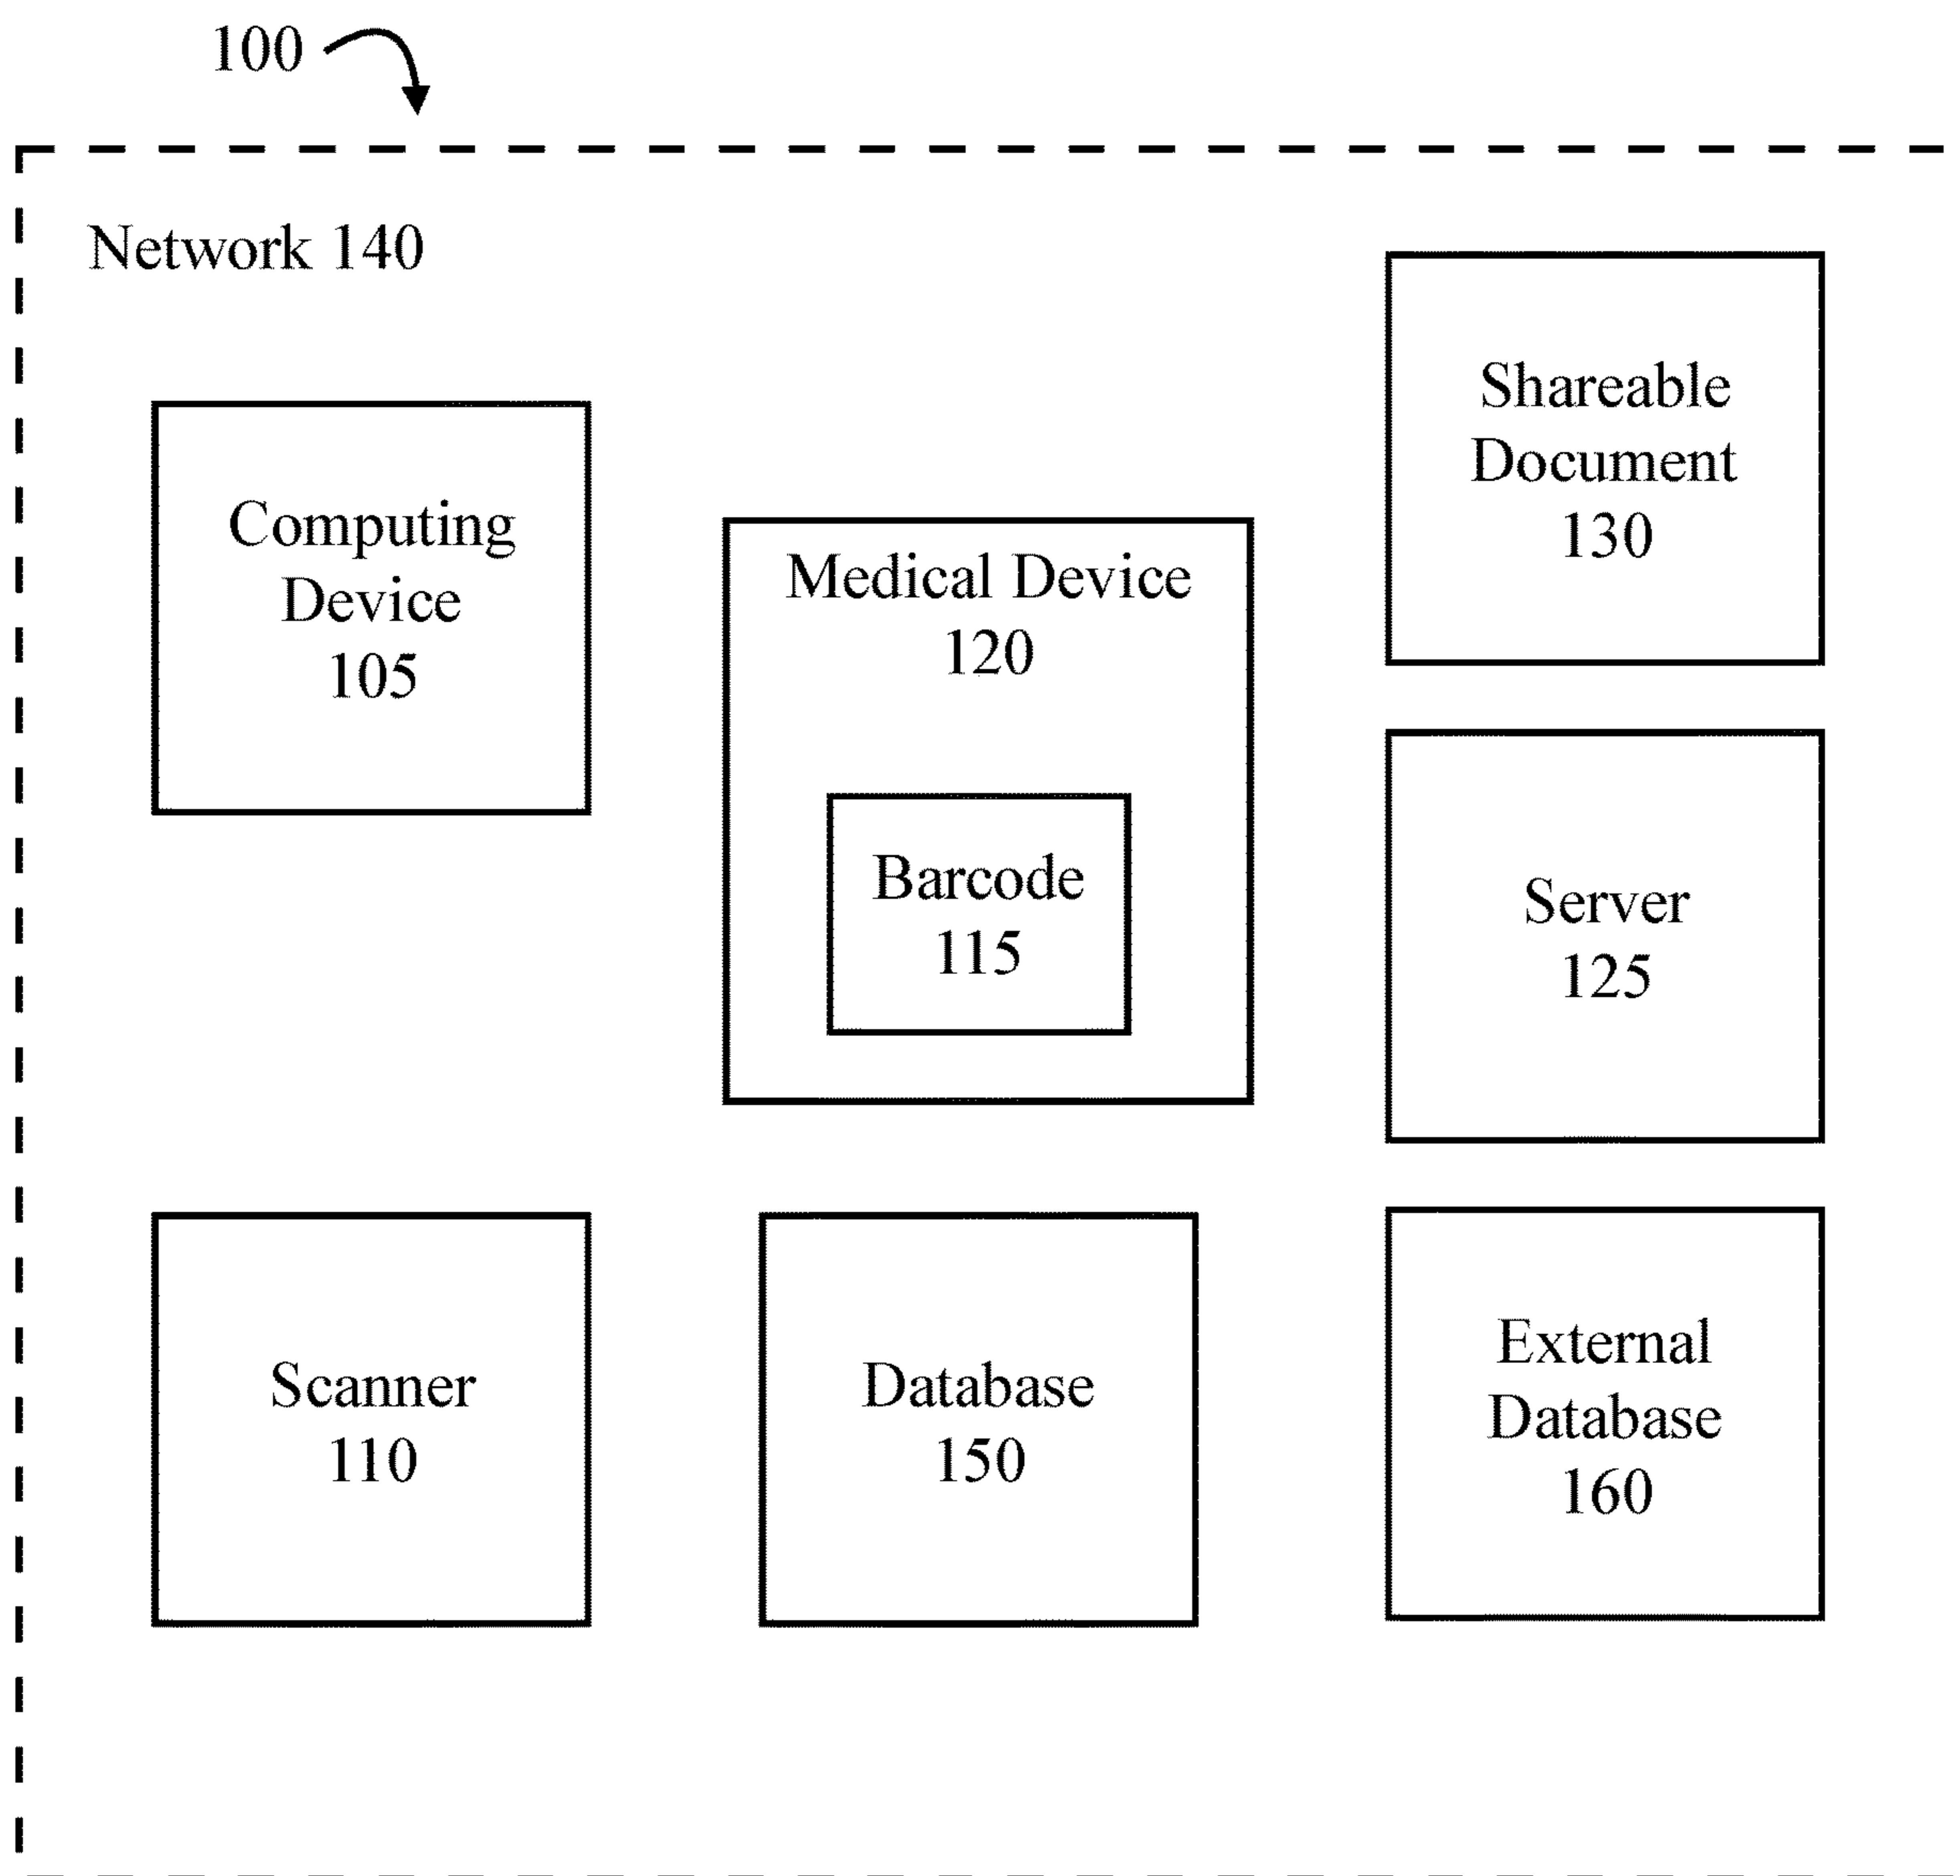 100
Network 140
Computing
Device
105
Medical Device
120
Barcode
115
Shareable
Document
130
Server
125
Scanner
110
Database
150
External
Database
160